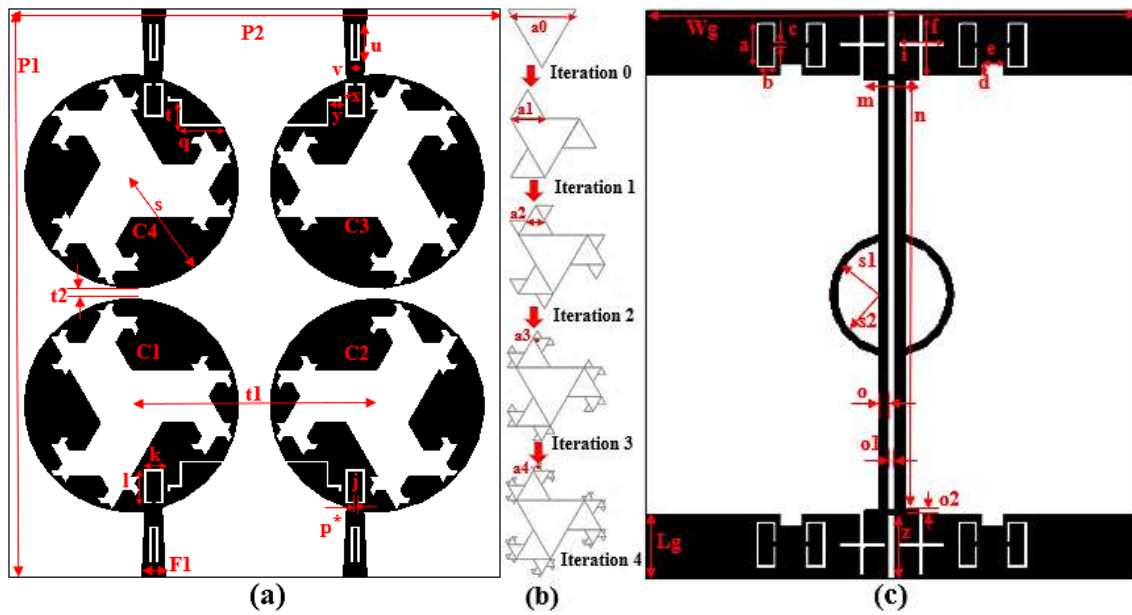 P1
P2
u
v
x
y
t
q
s
C4
C3
t2
C1
C2
t1
k
l
j
p*
F1
(a)
a0
Iteration 0
a1
Iteration 1
a2
Iteration 2
a3
Iteration 3
a4
Iteration 4
(b)
Wg
c
f
a
i
e
b
d
m
n
s1
s2
o
o1
o2
Lg
z
(c)